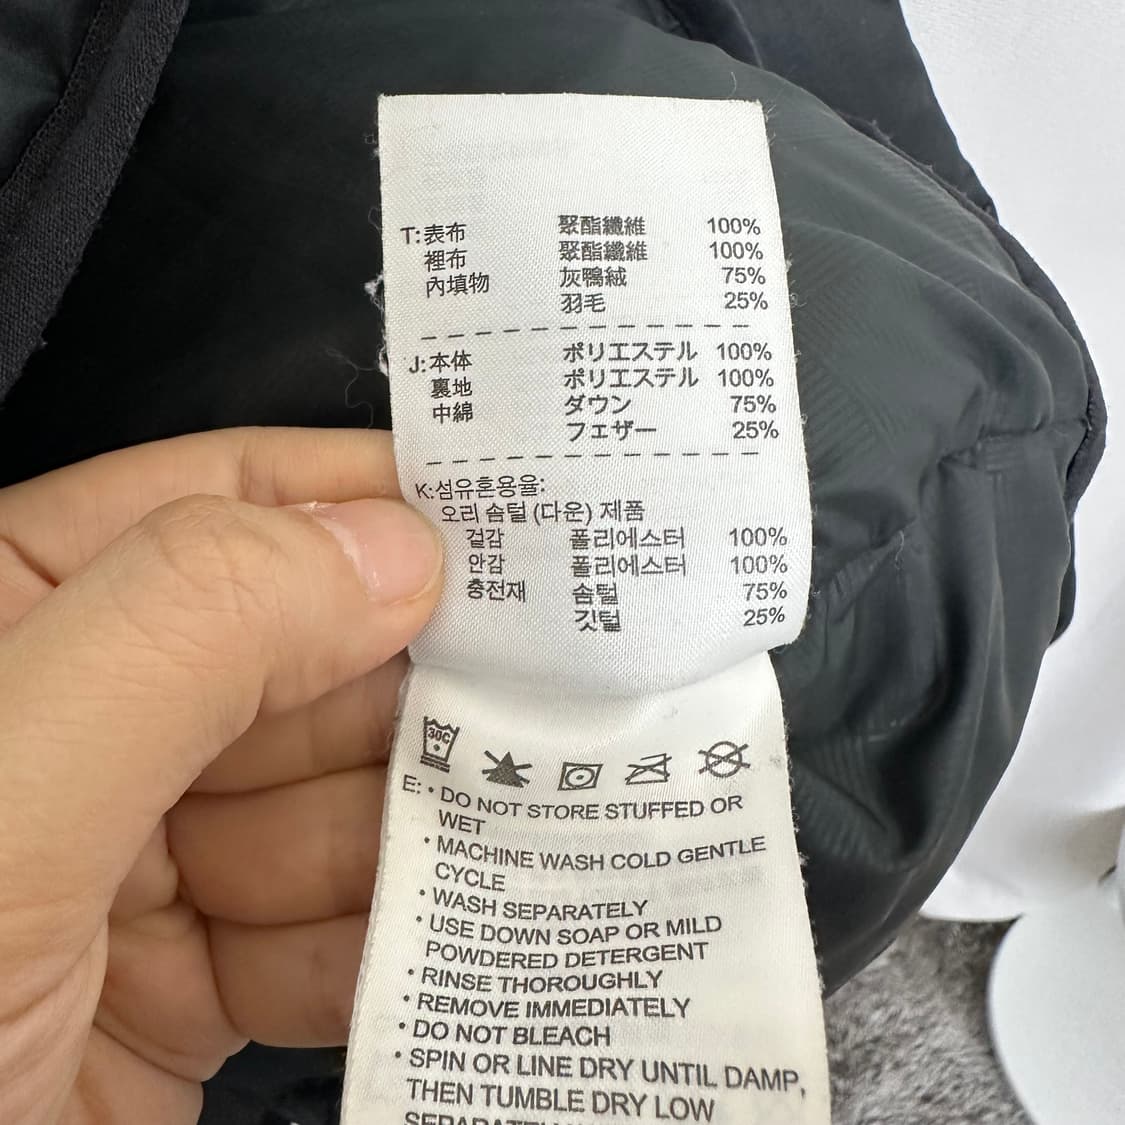 T:表布 聚酯纖維 100%
裡布 聚酯纖維 100%
內填物 灰鴨絨 75%
羽毛 25%
J:本体 ポリエステル 100%
裏地 ポリエステル 100%
中綿 ダウン 75%
フェザー 25%
K:섬유혼용율:
오리 솜털 (다운) 제품
겉감 폴리에스터 100%
안감 폴리에스터 100%
충전재 솜털 75%
깃털 25%
30C
E: • DO NOT STORE STUFFED OR
WET
• MACHINE WASH COLD GENTLE
CYCLE
• WASH SEPARATELY
• USE DOWN SOAP OR MILD
POWDERED DETERGENT
• RINSE THOROUGHLY
• REMOVE IMMEDIATELY
• DO NOT BLEACH
• SPIN OR LINE DRY UNTIL DAMP,
THEN TUMBLE DRY LOW